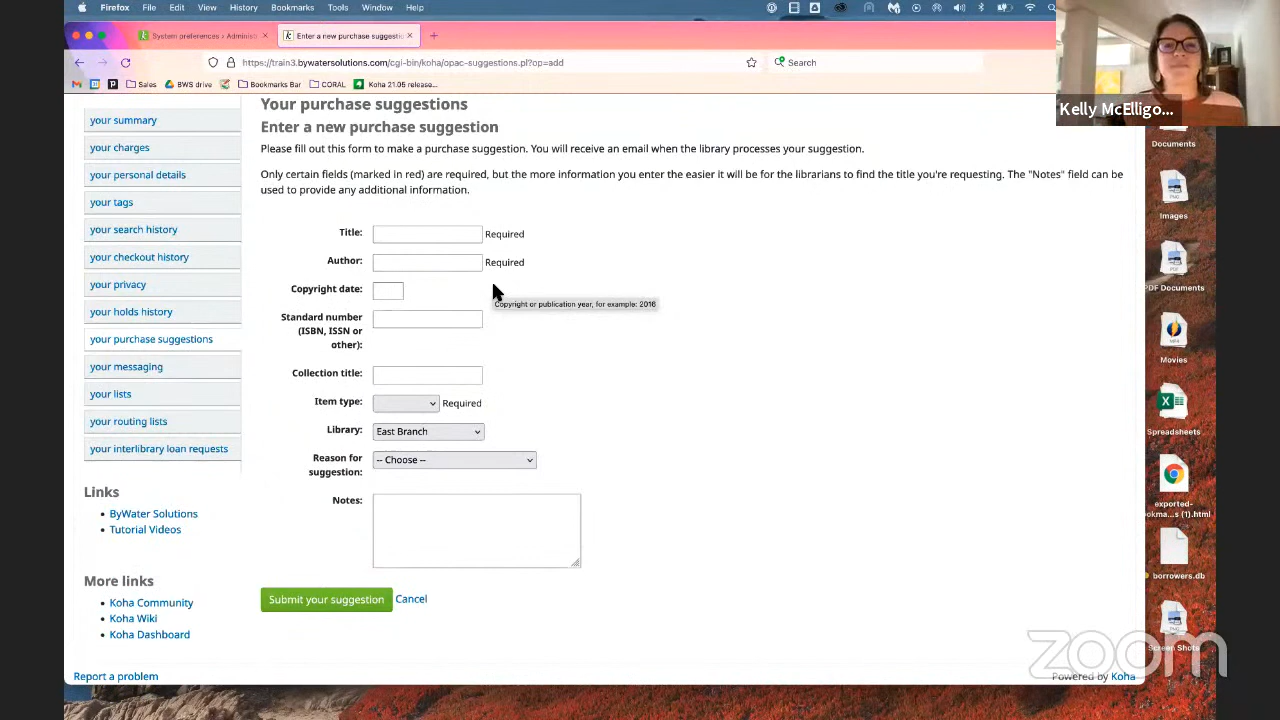 Firefox File Edit View History Bookmarks Tools Window Help
System preferences › Administ
Enter a new purchase suggestio
https://train3.bywatersolutions.com/cgi-bin/koha/opac-suggestions.pl?op=add
Search
Sales BWS drive Bookmarks Bar CORAL Koha 21.05 release...
Kelly McElligo...
your summary
your charges
your personal details
your tags
your search history
your checkout history
your privacy
your holds history
your purchase suggestions
your messaging
your lists
your routing lists
your interlibrary loan requests
Links
ByWater Solutions
Tutorial Videos
More links
Koha Community
Koha Wiki
Koha Dashboard
Report a problem
Your purchase suggestions
Enter a new purchase suggestion
Please fill out this form to make a purchase suggestion. You will receive an email when the library processes your suggestion.
Only certain fields (marked in red) are required, but the more information you enter the easier it will be for the librarians to find the title you're requesting. The "Notes" field can be
used to provide any additional information.
Title: Required
Author: Required
Copyright date:
Copyright or publication year, for example: 2016
Standard number
(ISBN, ISSN or
other):
Collection title:
Item type: Required
Library: East Branch
Reason for
suggestion:
-- Choose --
Notes:
Submit your suggestion Cancel
Powered by Koha
Documents
Images
PDF Documents
Movies
Spreadsheets
exported-
ookma...s (1).html
borrowers.db
Screen Shots
zoom